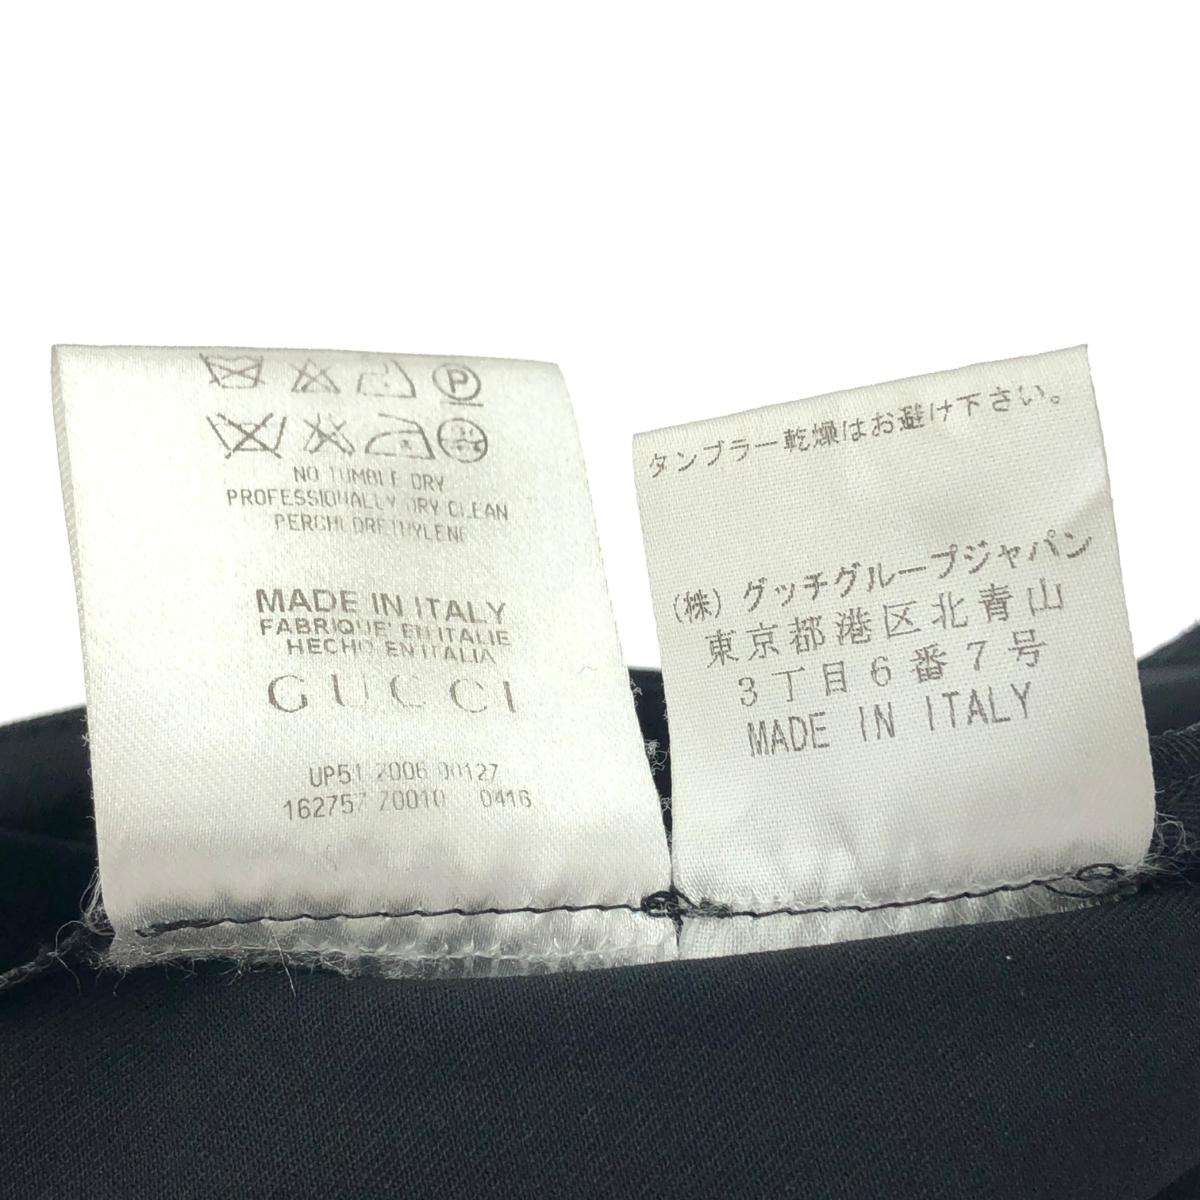 NO TUMBLE DRY
PROFESSIONALLY DRY CLEAN
PERCHLORETHYLENE
MADE IN ITALY
FABRIQUE' EN ITALIE
HECHO EN ITALIA
GUCCI
UP51 2006 00127
162757 Z0010 0416
タンブラー乾燥はお避け下さい。
(株) グッチグループジャパン
東京都港区北青山
3丁目6番7号
MADE IN ITALY